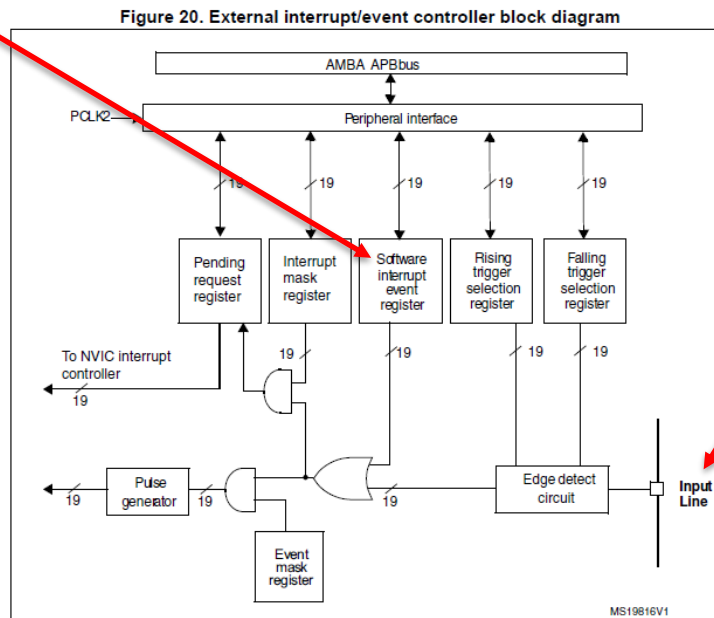 Figure 20. External interrupt/event controller block diagram
AMBA APB bus
PCLK2
Peripheral interface
19
19
19
19
19
Pending
request
register
Interrupt
mask
register
Software
interrupt
event
register
Rising
trigger
selection
register
Falling
trigger
selection
register
To NVIC interrupt
controller
19
19
19
19
19
Pulse
generator
19
19
19
Edge detect
circuit
Input
Line
Event
mask
register
MS19816V1